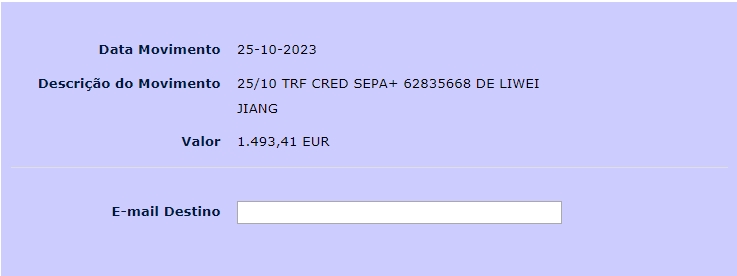 Data Movimento 25-10-2023
Descrição do Movimento 25/10 TRF CRED SEPA+ 62835668 DE LIWEI
JIANG
Valor 1.493,41 EUR
E-mail Destino